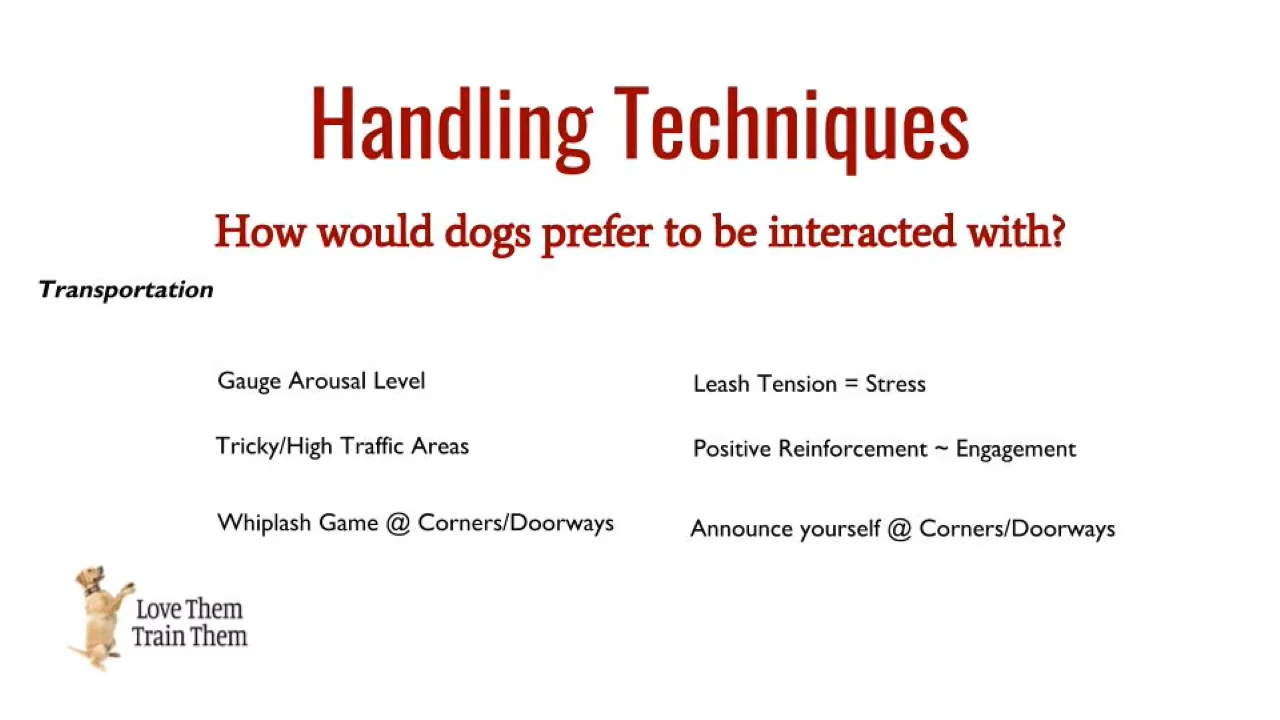 Handling Techniques
How would dogs prefer to be interacted with?
Transportation
Gauge Arousal Level
Leash Tension = Stress
Tricky/High Traffic Areas
Positive Reinforcement ~ Engagement
Whiplash Game @ Corners/Doorways
Announce yourself @ Corners/Doorways
Love Them
Train Them